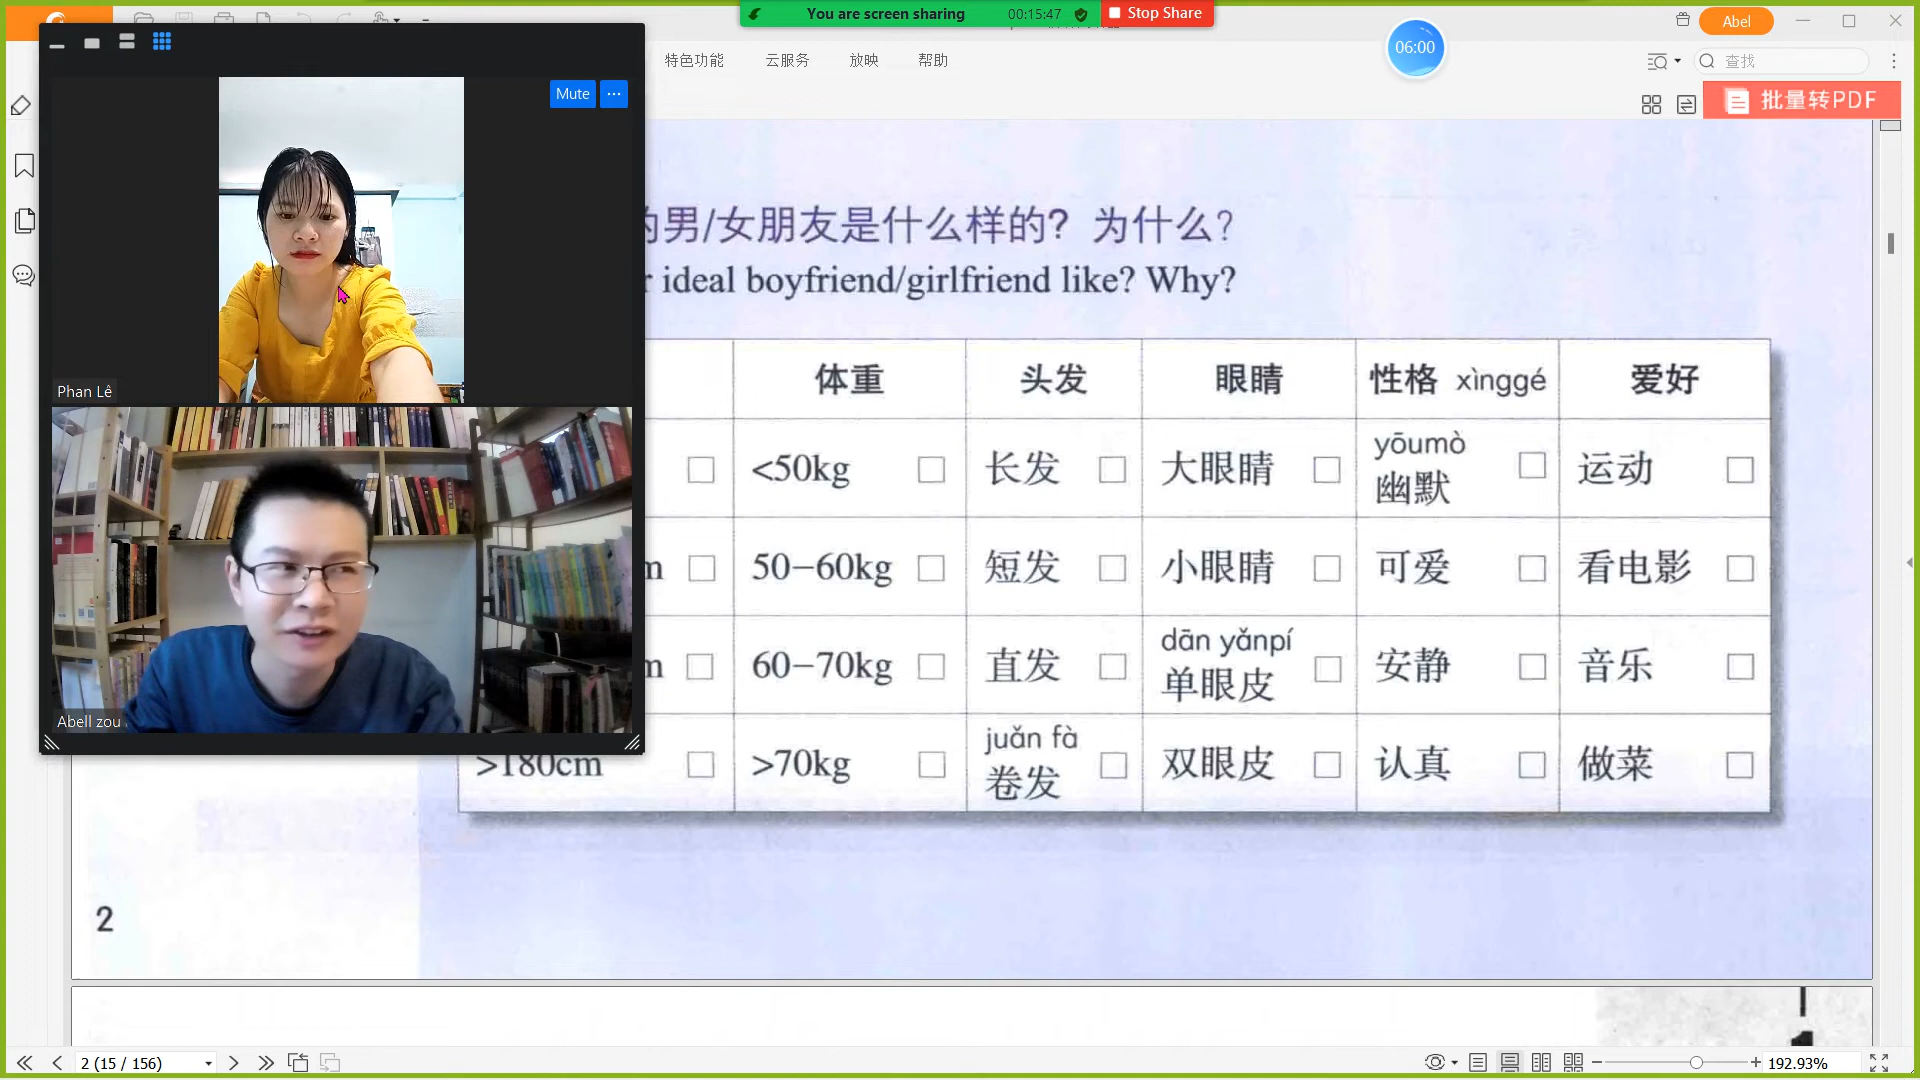 You are screen sharing 00:15:47 Stop Share
Abel
06:00
特色功能 云服务 放映 帮助
查找
批量转PDF
Mute ...
Phan Lê
Abell zou
男/女朋友是什么样的? 为什么?
ideal boyfriend/girlfriend like? Why?
体重 头发 眼睛 性格 xìnggé 爱好
<50kg 长发 大眼睛 yōumò 幽默 运动
m 50-60kg 短发 小眼睛 可爱 看电影
m 60-70kg 直发 dān yǎnpí 单眼皮 安静 音乐
>180cm >70kg juǎn fà 卷发 双眼皮 认真 做菜
2
2 (15 / 156)
192.93%